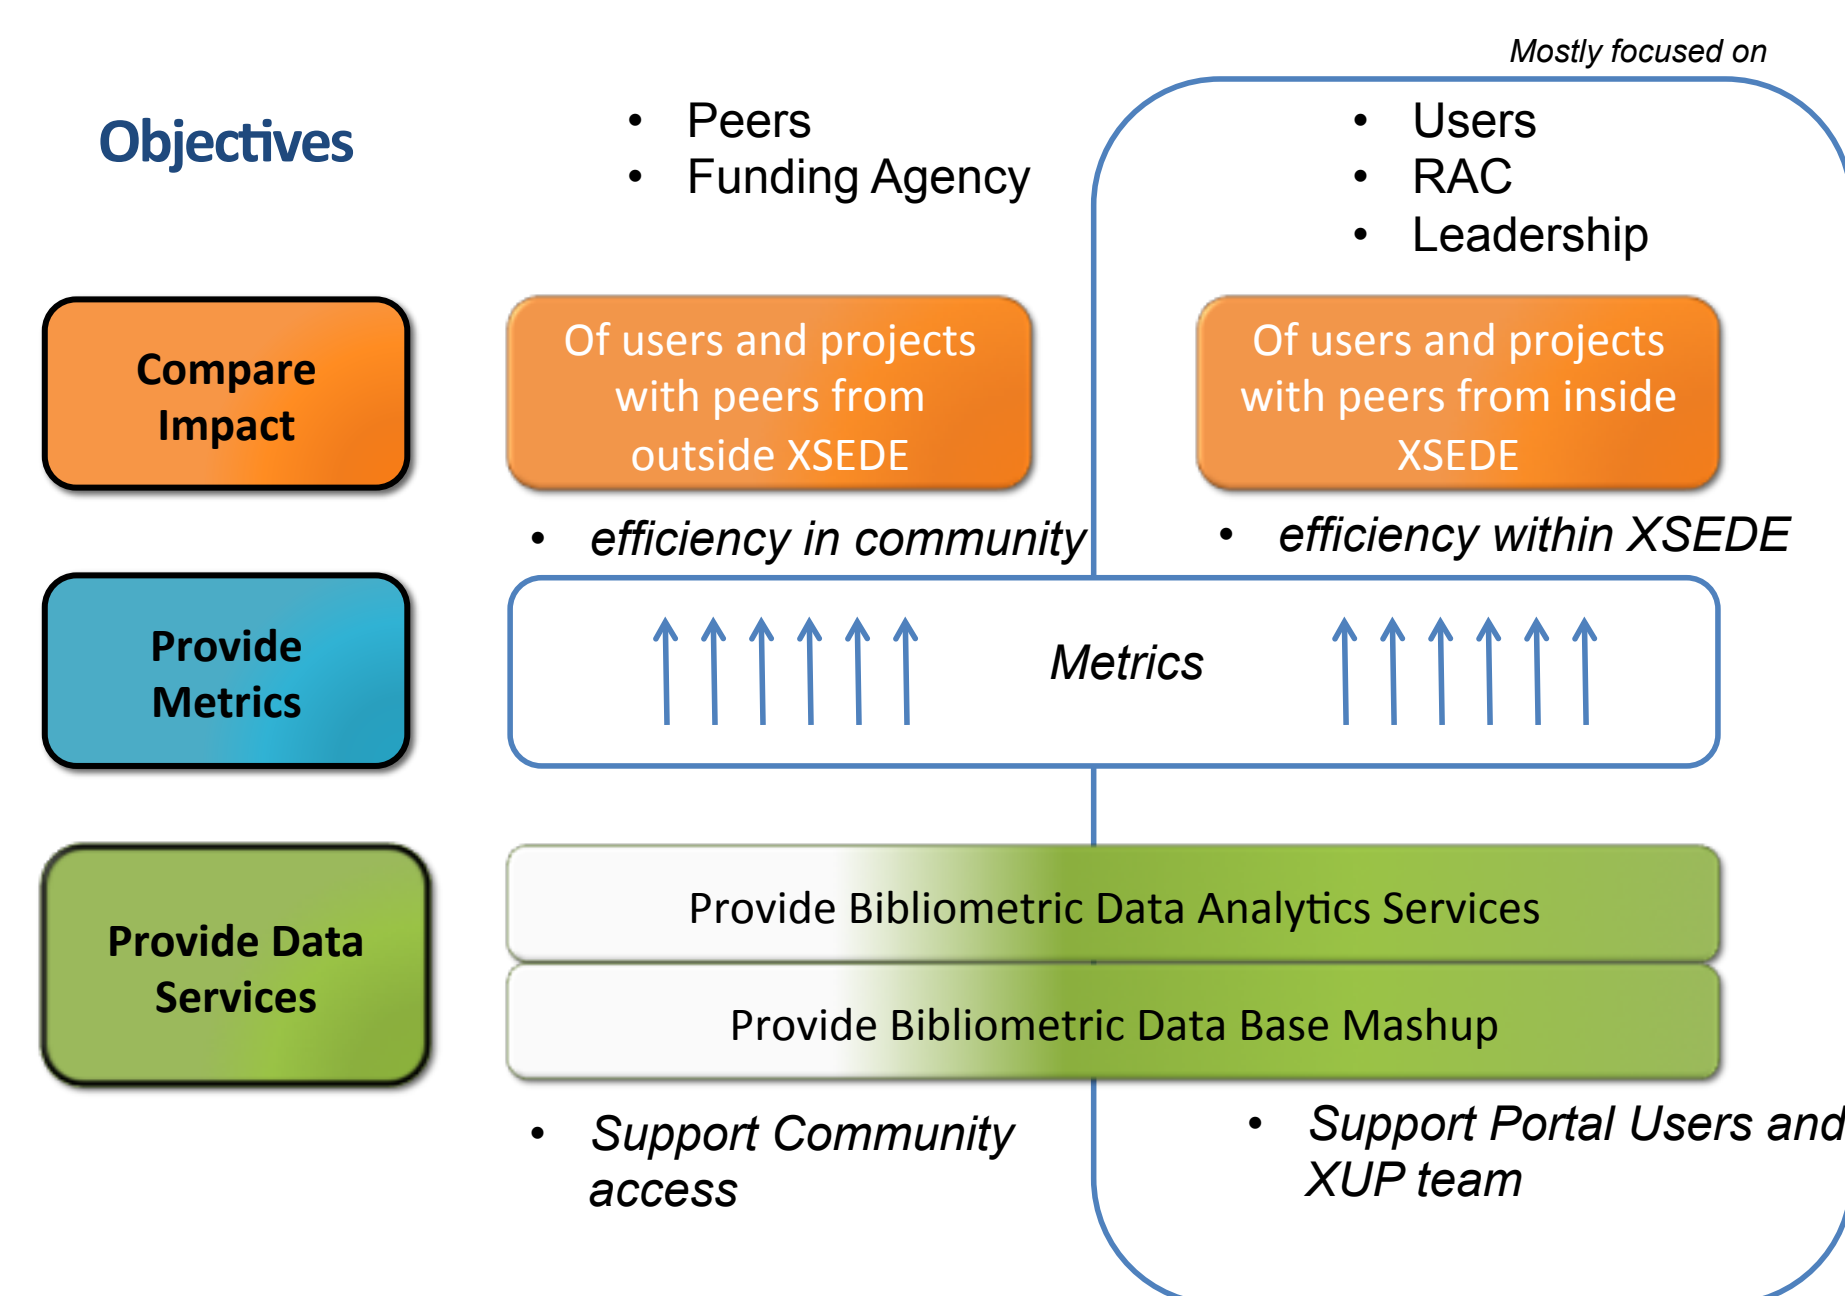 Mostly focused on
Objectives
• Peers
• Funding Agency
• Users
• RAC
• Leadership
Compare
Impact
Of users and projects
with peers from
outside XSEDE
Of users and projects
with peers from inside
XSEDE
• efficiency in community
• efficiency within XSEDE
Provide
Metrics
Metrics
Provide Data
Services
Provide Bibliometric Data Analytics Services
Provide Bibliometric Data Base Mashup
• Support Community
access
• Support Portal Users and
XUP team